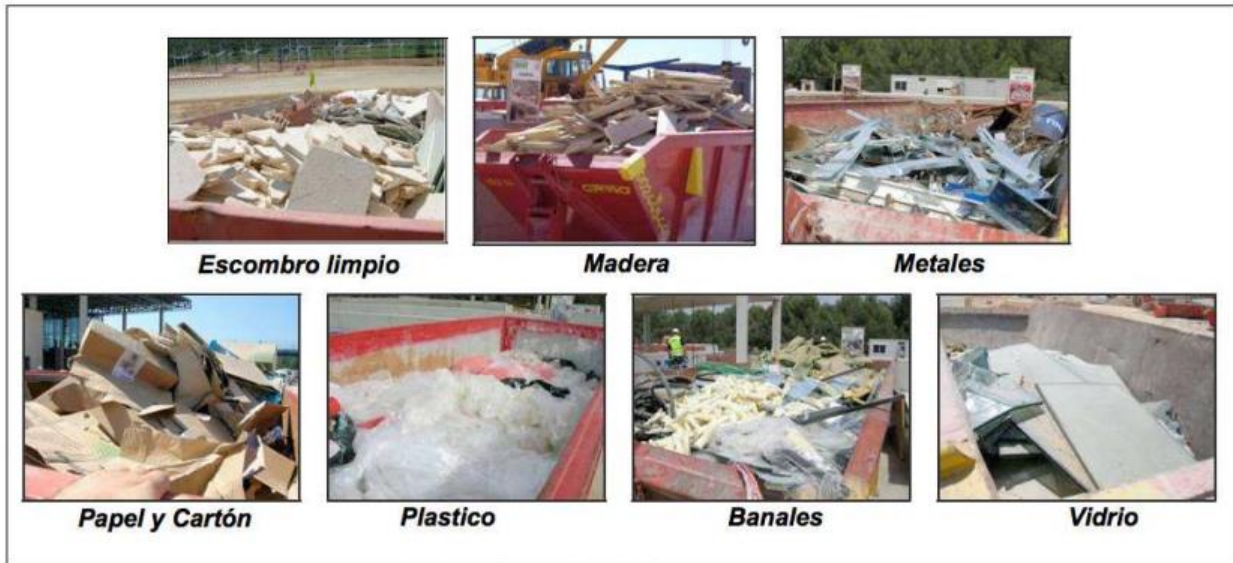 Escombro limpio
Madera
Metales
Papel y Cartón
Plastico
Banales
Vidrio